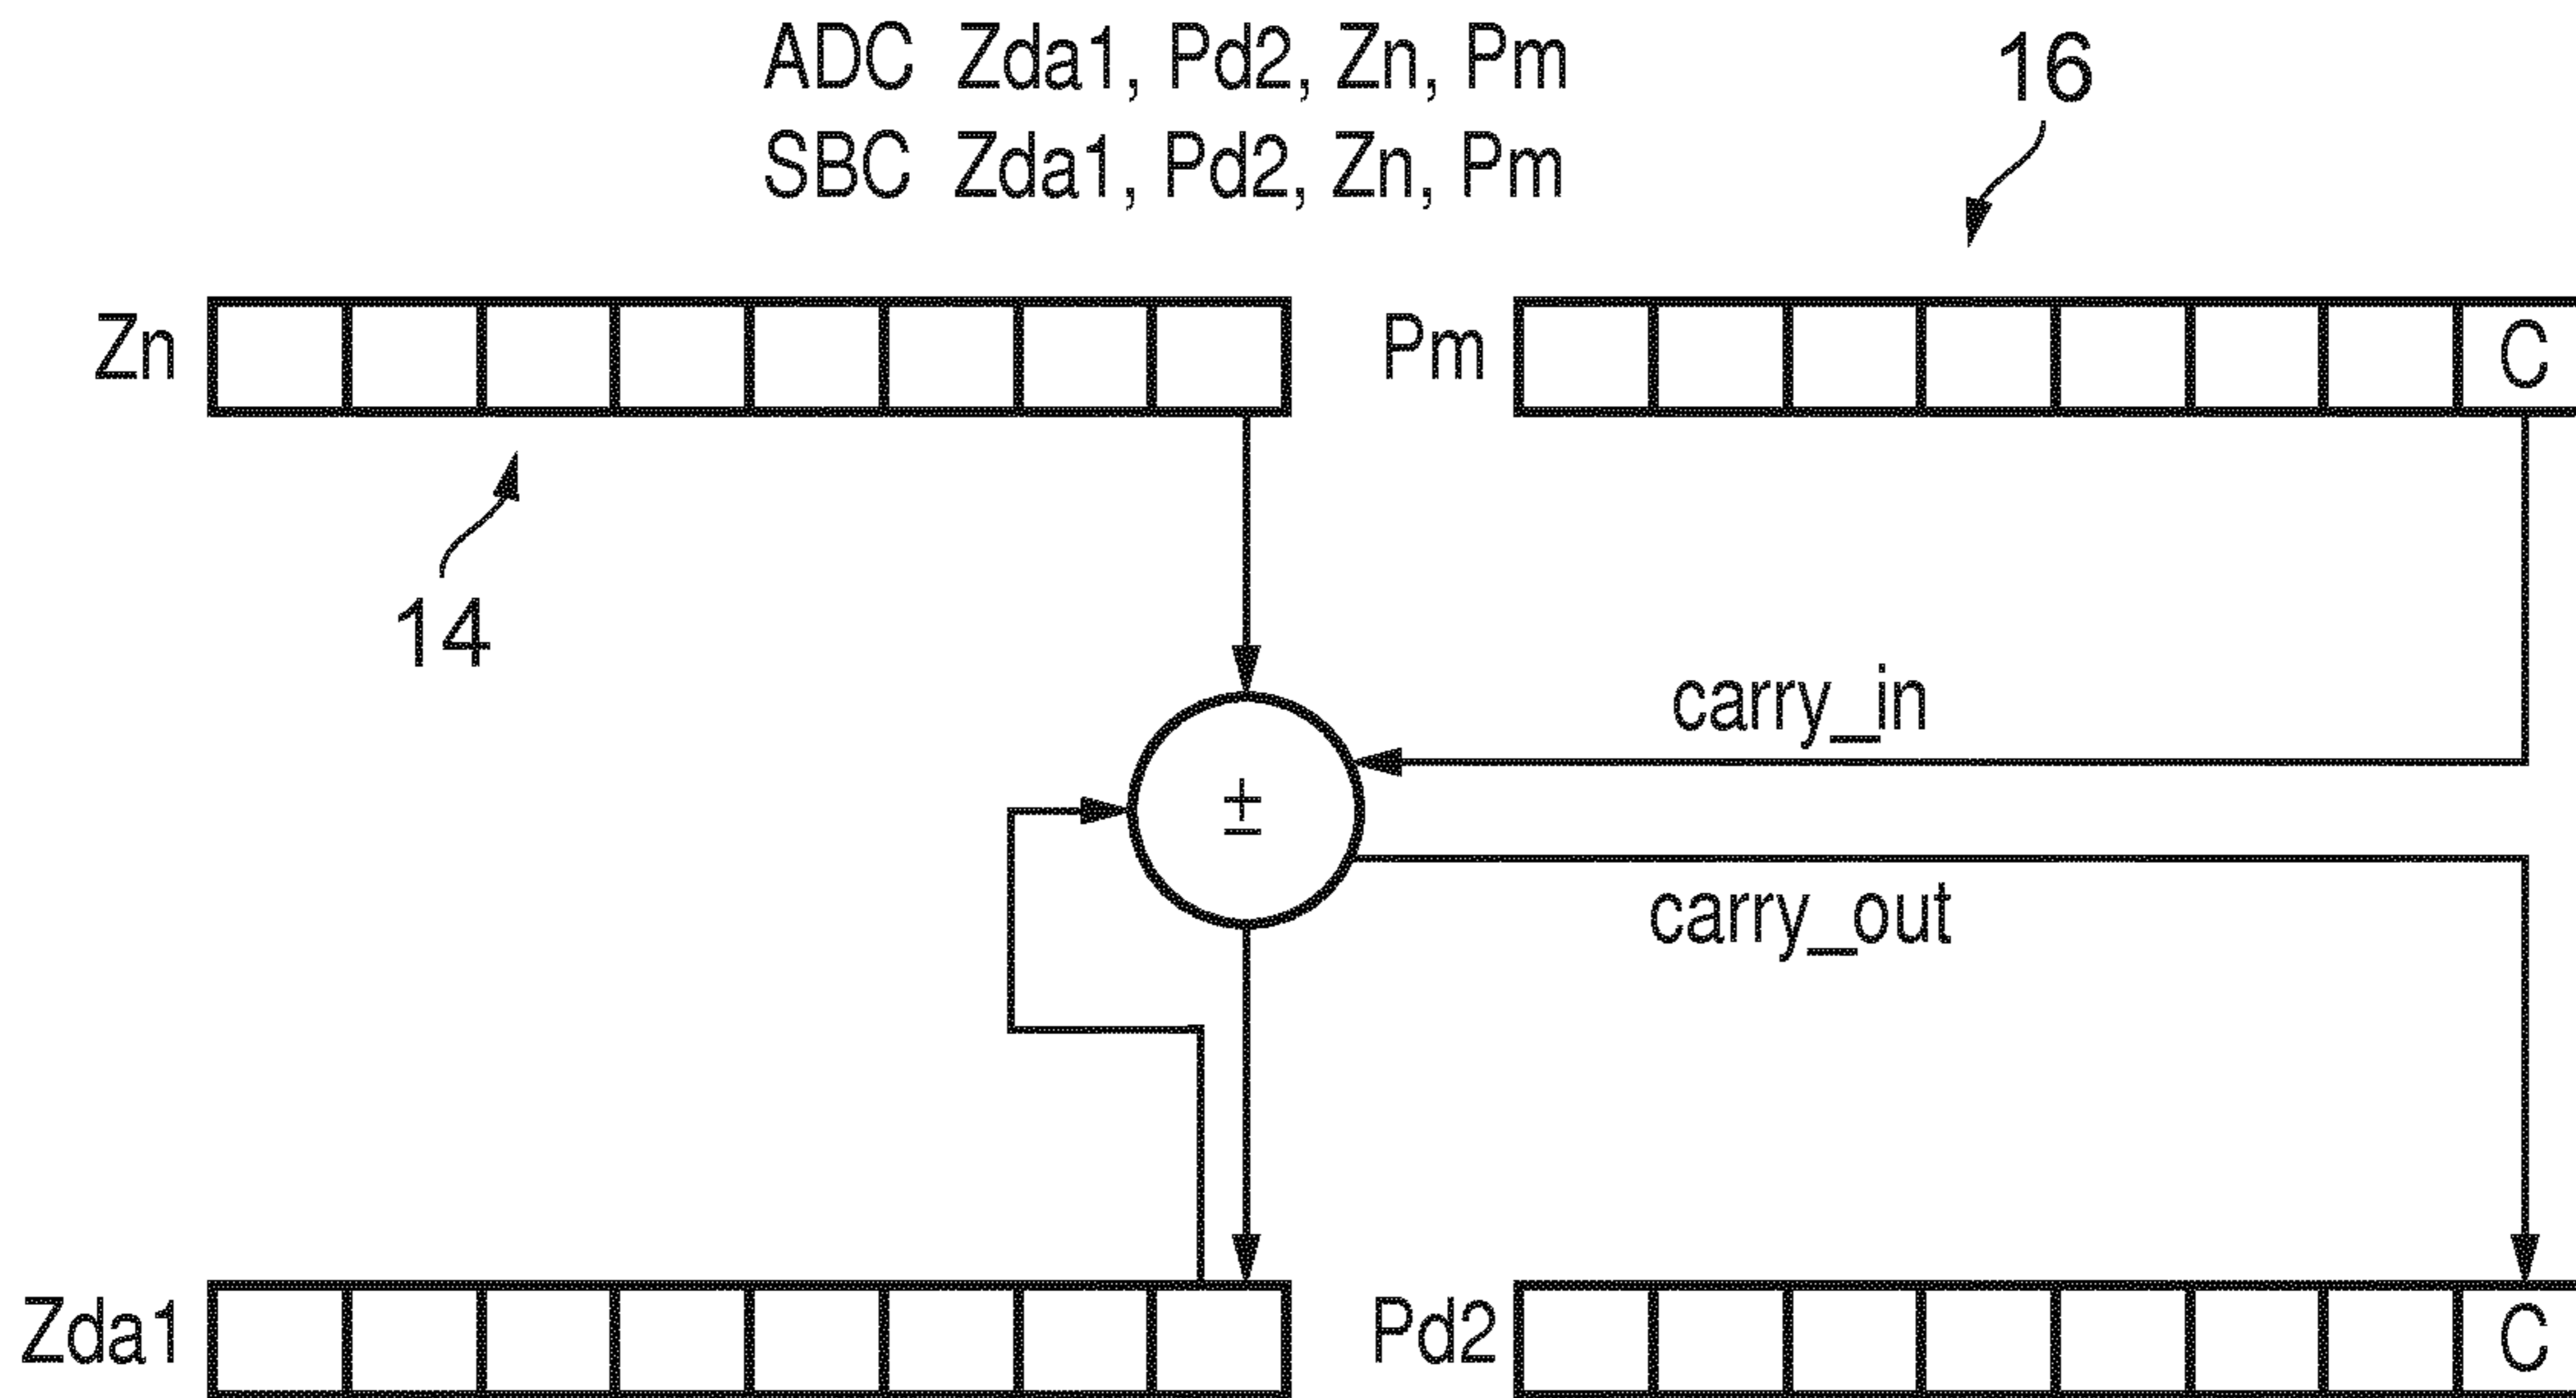 ADC Zda1, Pd2, Zn, Pm
SBC Zda1, Pd2, Zn, Pm
16
Zn
Pm
C
14
carry_in
±
carry_out
Zda1
Pd2
C